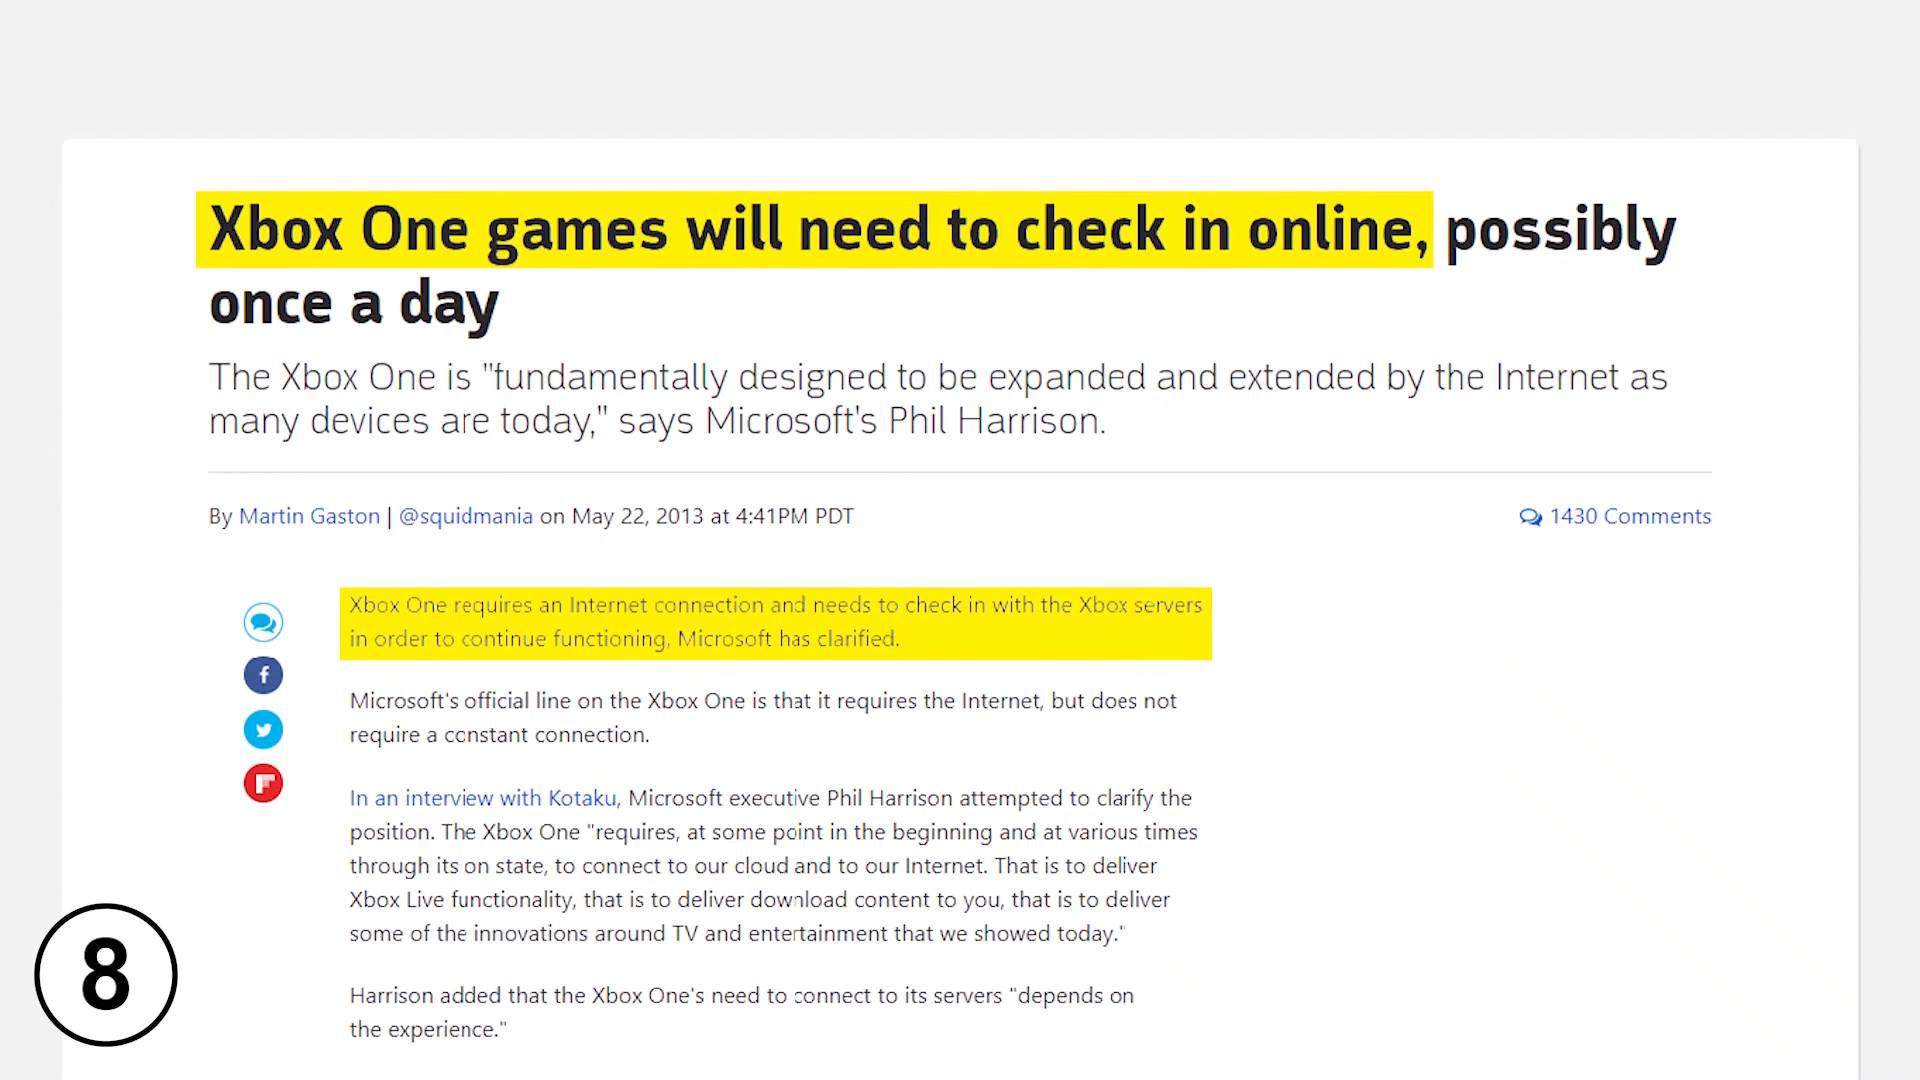 Xbox One games will need to check in online, possibly
once a day
The Xbox One is "fundamentally designed to be expanded and extended by the Internet as
many devices are today," says Microsoft's Phil Harrison.
By Martin Gaston | @squidmania on May 22, 2013 at 4:41PM PDT
1430 Comments
Xbox One requires an Internet connection and needs to check in with the Xbox servers
in order to continue functioning, Microsoft has clarified.
Microsoft's official line on the Xbox One is that it requires the Internet, but does not
require a constant connection.
In an interview with Kotaku, Microsoft executive Phil Harrison attempted to clarify the
position. The Xbox One "requires, at some point in the beginning and at various times
through its on state, to connect to our cloud and to our Internet. That is to deliver
Xbox Live functionality, that is to deliver download content to you, that is to deliver
some of the innovations around TV and entertainment that we showed today."
Harrison added that the Xbox One's need to connect to its servers "depends on
the experience."
8